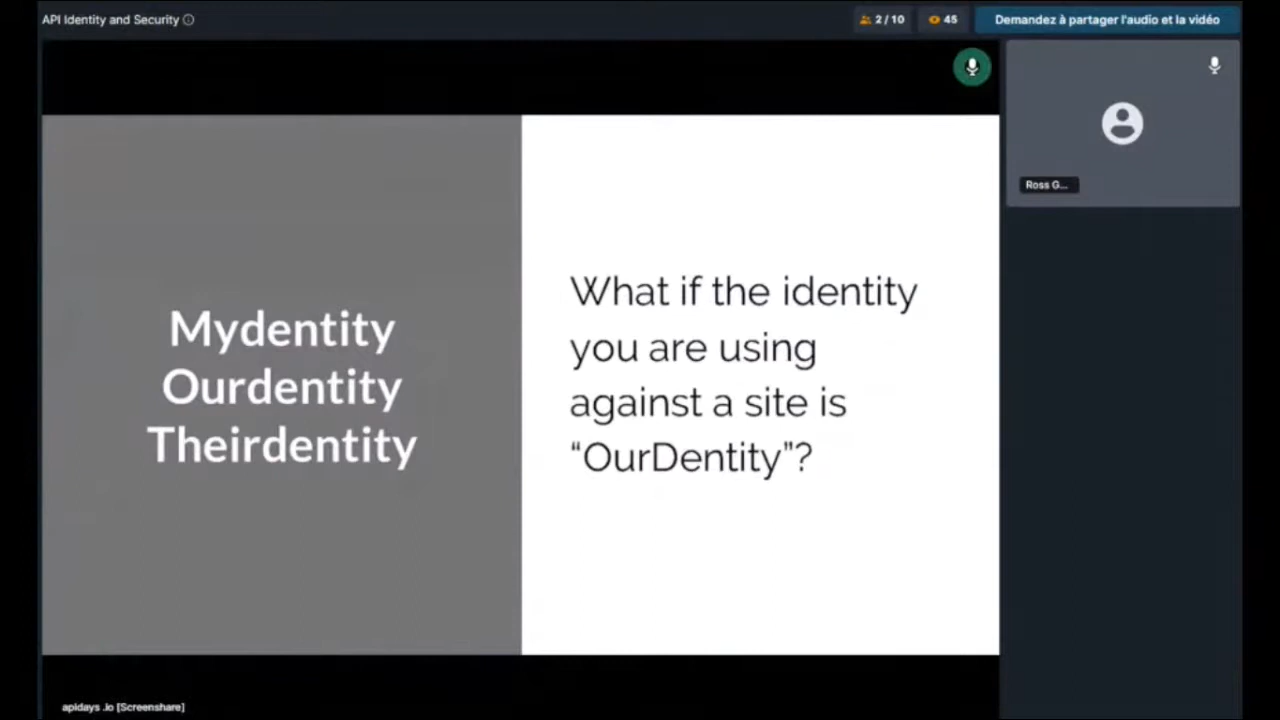 API Identity and Security
2 / 10
45
Demandez à partager l'audio et la vidéo
Mydentity
Ourdentity
Theirdentity
What if the identity
you are using
against a site is
“OurDentity”?
Ross G...
apidays .io [Screenshare]